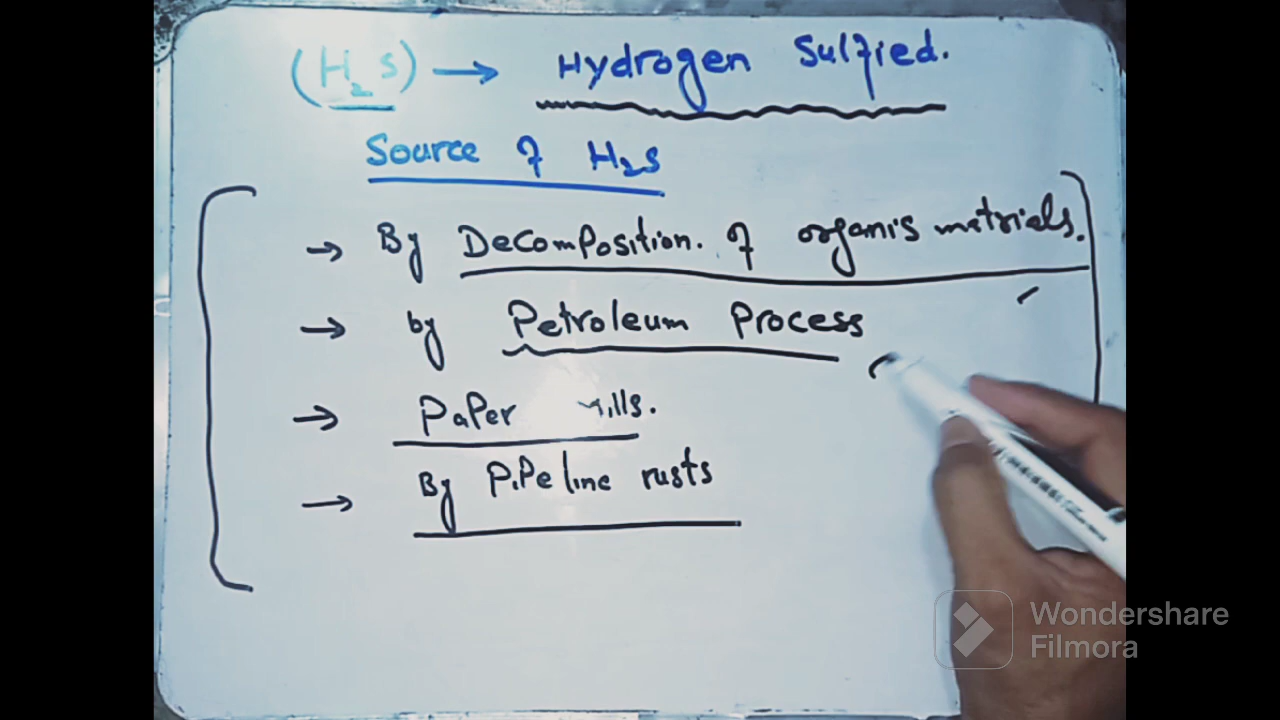 (H2S) → Hydrogen Sulfied.
Source of H2S
→ By Decomposition. of organis metriels.
→ by Petroleum Process
→ Paper Mills.
→ By PiPeline rusts
Wondershare
Filmora